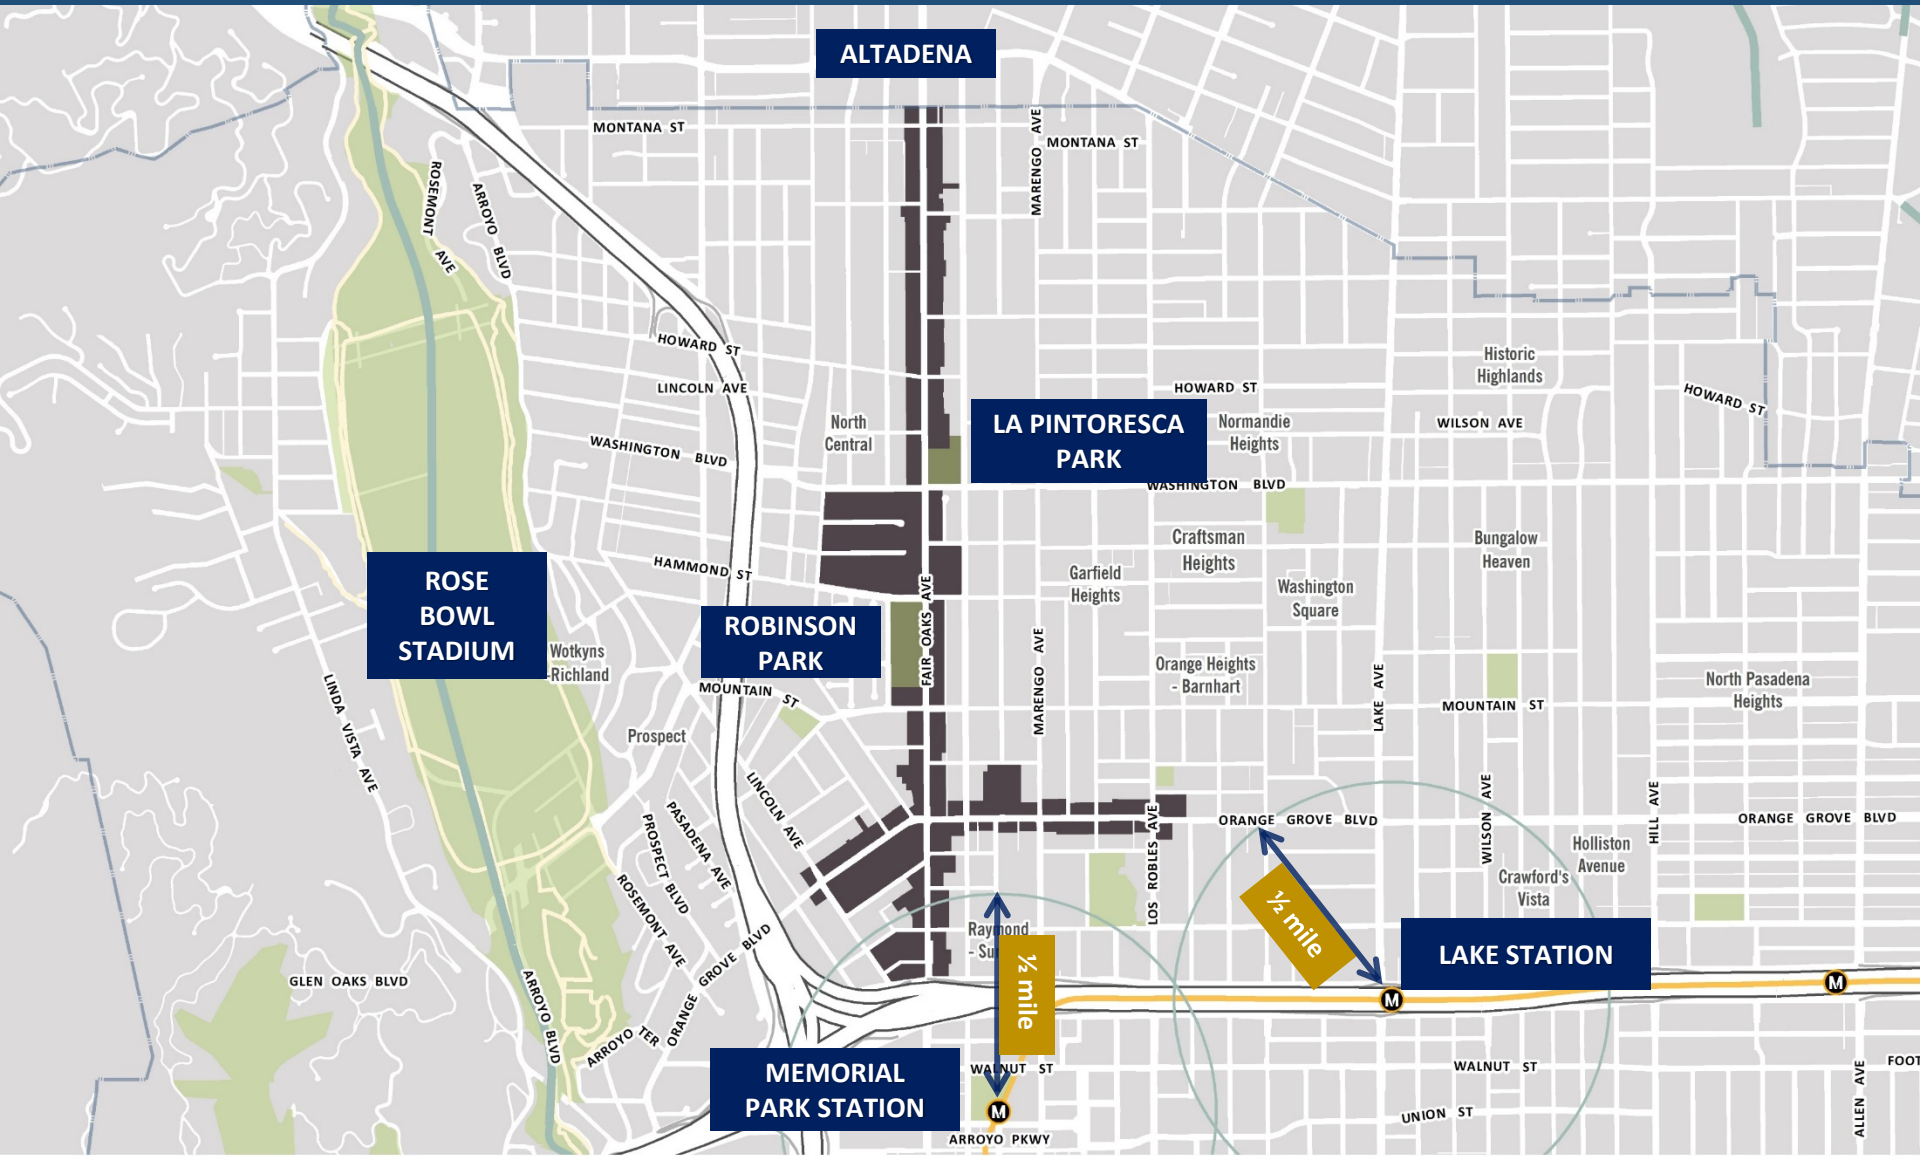 ALTADENA
MONTANA ST
MARENGO AVE
MONTANA ST
ROSEMONT AVE
ARROYO BLVD
HOWARD ST
LINCOLN AVE
WASHINGTON BLVD
North
Central
LA PINTORESCA
PARK
HOWARD ST
Normandie
Heights
Historic
Highlands
WILSON AVE
HOWARD ST
WASHINGTON BLVD
Craftsman
Heights
Bungalow
Heaven
Garfield
Heights
Washington
Square
HAMMOND ST
ROSE
BOWL
STADIUM
ROBINSON
PARK
FAIR OAKS AVE
Wotkyns
-Richland
MOUNTAIN ST
MARENGO AVE
Orange Heights
- Barnhart
LAKE AVE
MOUNTAIN ST
North Pasadena
Heights
LINDA VISTA AVE
Prospect
LINCOLN AVE
PASADENA AVE
PROSPECT BLVD
ROSEMONT AVE
ORANGE GROVE BLVD
LOS ROBLES AVE
ORANGE GROVE BLVD
WILSON AVE
HILL AVE
ORANGE GROVE BLVD
Holliston
Avenue
Crawford's
Vista
½ mile
Raymond
- Su
½ mile
LAKE STATION
M
M
GLEN OAKS BLVD
ARROYO BLVD
ARROYO TER
MEMORIAL
PARK STATION
WALNUT ST
M
ARROYO PKWY
WALNUT ST
UNION ST
ALLEN AVE
FOOT